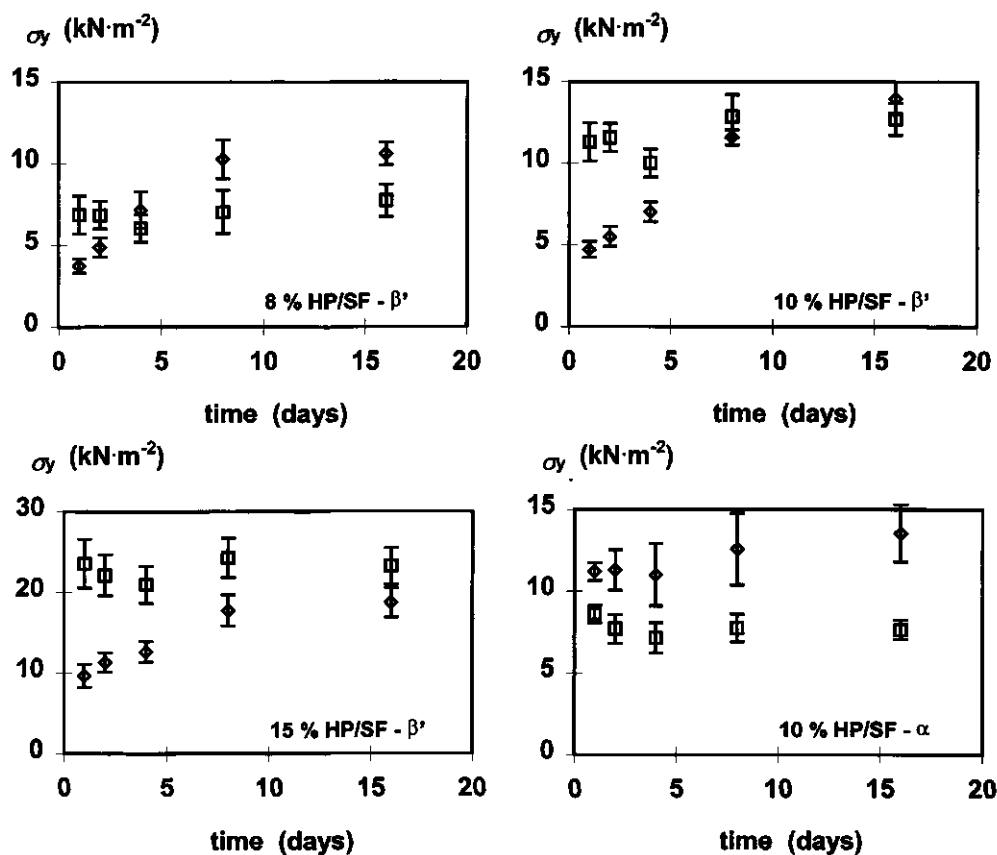 σy (kN·m-2)
15
10
5
0
8 % HP/SF - β'
0 5 10 15 20
time (days)
σy (kN·m-2)
15
10
5
0
10 % HP/SF - β'
0 5 10 15 20
time (days)
σy (kN·m-2)
30
20
10
0
15 % HP/SF - β'
0 5 10 15 20
time (days)
σy (kN·m-2)
15
10
5
0
10 % HP/SF - α
0 5 10 15 20
time (days)